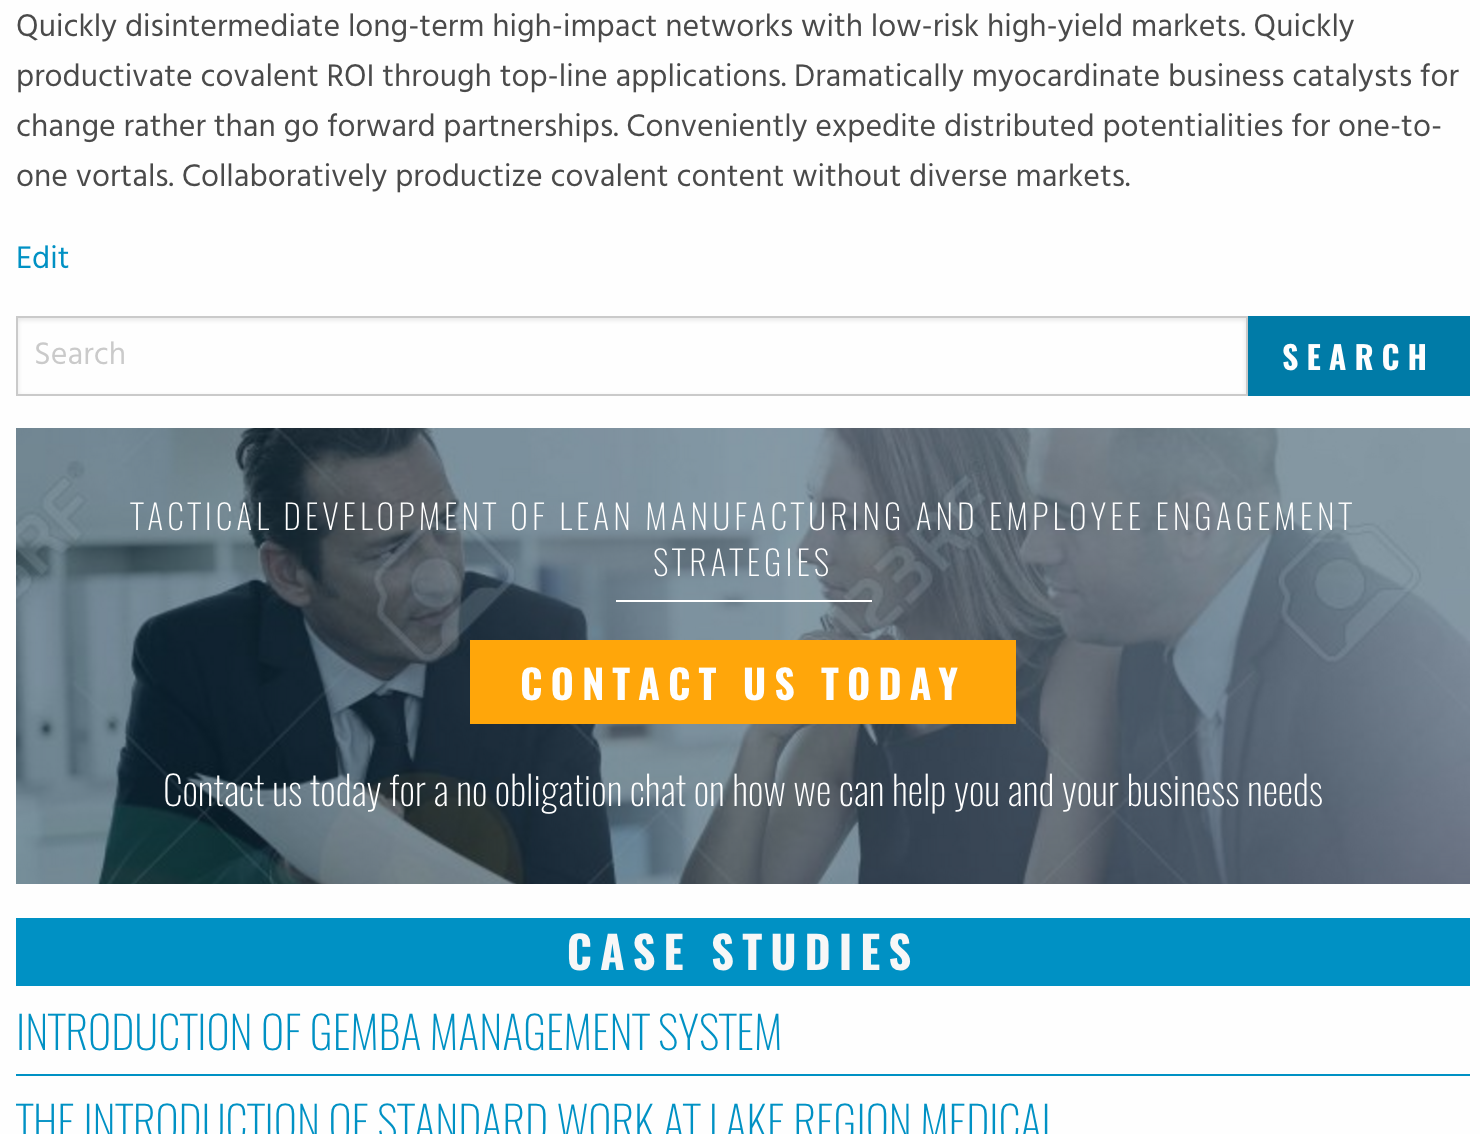 Quickly disintermediate long-term high-impact networks with low-risk high-yield markets. Quickly
productivate covalent ROI through top-line applications. Dramatically myocardinate business catalysts for
change rather than go forward partnerships. Conveniently expedite distributed potentialities for one-to-
one vortals. Collaboratively productize covalent content without diverse markets.
Edit
Search
SEARCH
TACTICAL DEVELOPMENT OF LEAN MANUFACTURING AND EMPLOYEE ENGAGEMENT
STRATEGIES
123RF
CONTACT US TODAY
Contact us today for a no obligation chat on how we can help you and your business needs
CASE STUDIES
INTRODUCTION OF GEMBA MANAGEMENT SYSTEM
THE INTRODUCTION OF STANDARD WORK AT LAKE REGION MEDICAL